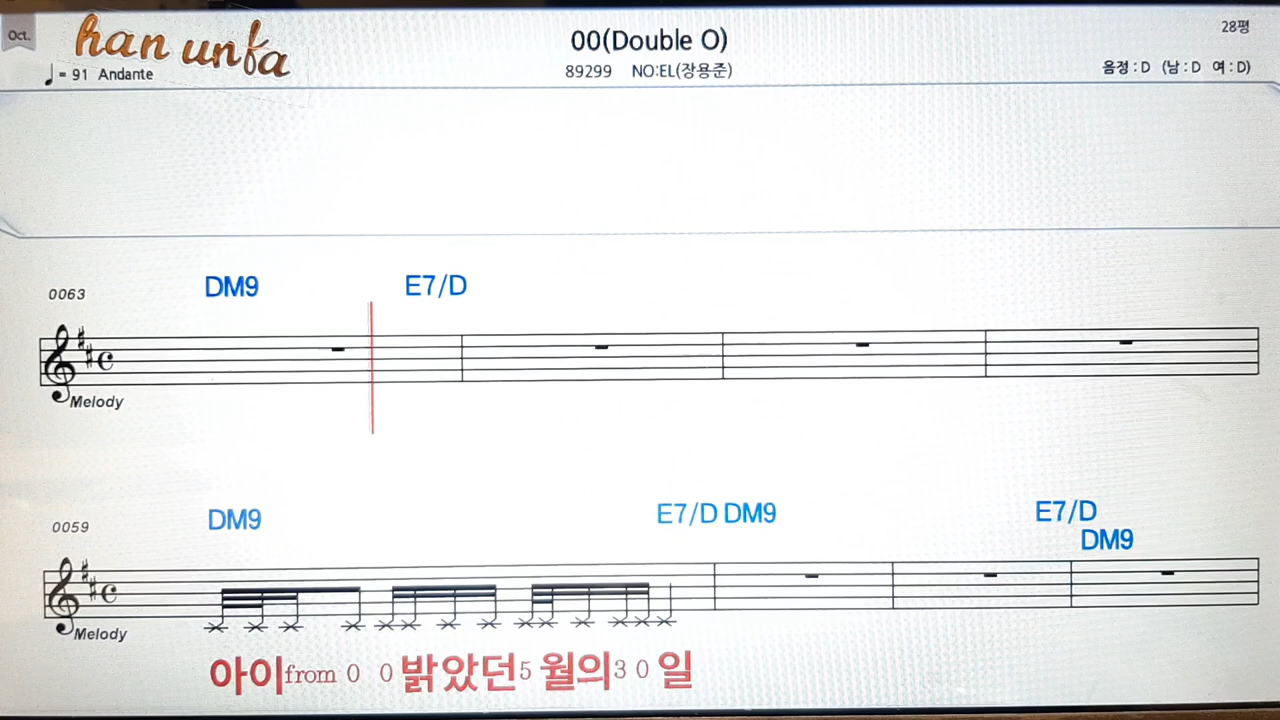 Oct.
han unfa
00(Double O)
28평
♩= 91 Andante
89299 NO:EL(장용준)
음정 : D (남 : D 여 : D)
DM9 E7/D
0063
Melody
DM9 E7/D DM9 E7/D
DM9
0059
Melody
아이from 0 0 밝았던5 월의3 0 일